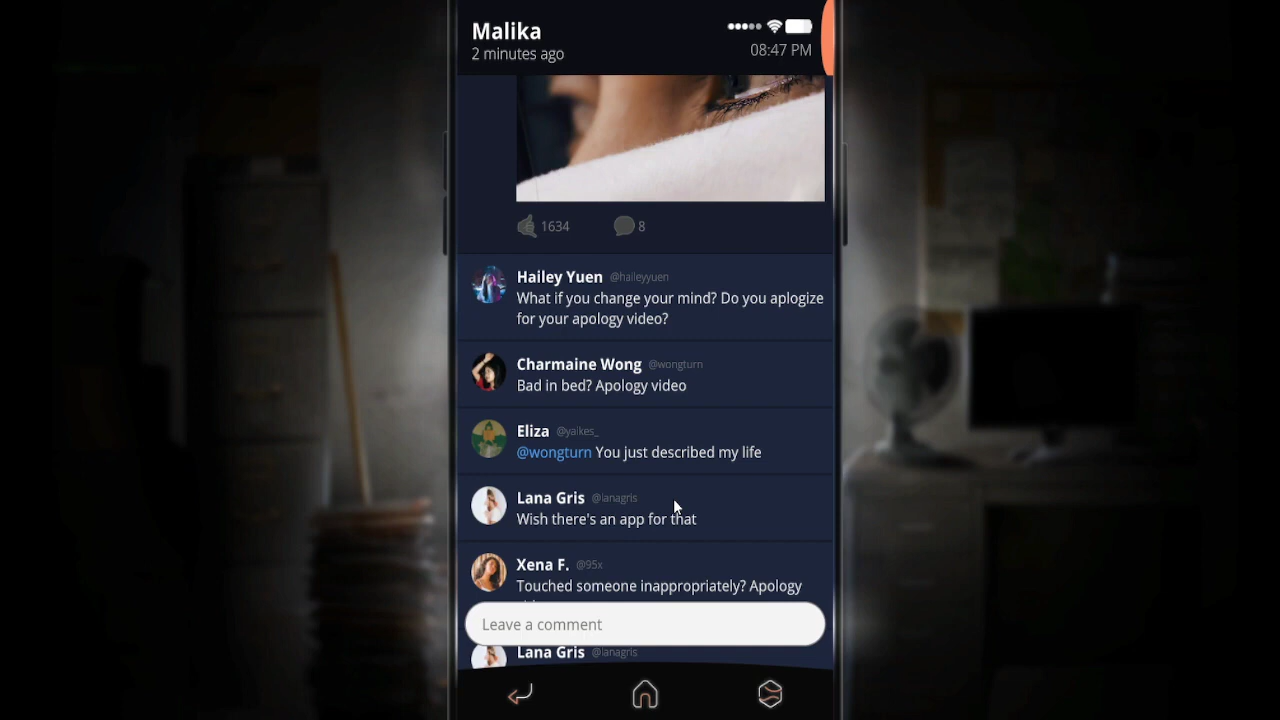 Malika
2 minutes ago
08:47 PM
1634
8
Hailey Yuen @haileyyuen
What if you change your mind? Do you aplogize
for your apology video?
Charmaine Wong @wongturn
Bad in bed? Apology video
Eliza @yaikes_
@wongturn You just described my life
Lana Gris @lanagris
Wish there's an app for that
Xena F. @95x
Touched someone inappropriately? Apology
Leave a comment
Lana Gris @lanagris